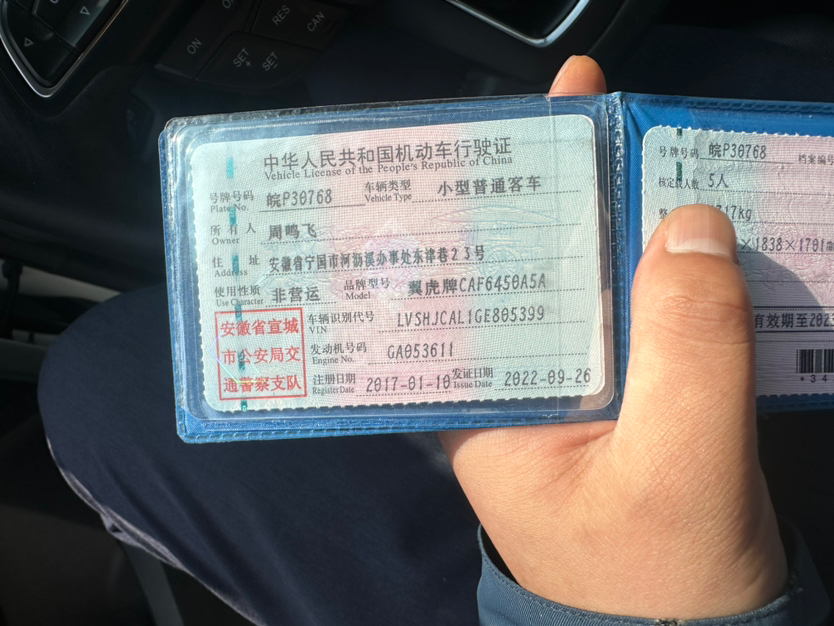 ON
RES
CAN
SET
+
SET
-
中华人民共和国机动车行驶证
Vehicle License of the People's Republic of China
号牌号码 皖P30768 车辆类型 小型普通客车
Plate No. Vehicle Type
所有人 周鸣飞
Owner
住址 安徽省宁国市河沥溪办事处东津巷23号
Address
使用性质 非营运 品牌型号 翼虎牌CAF6450A5A
Use Character Model
安徽省宣城
市公安局交
通警察支队
车辆识别代号 LVSHJCAL1GE805399
VIN
发动机号码 GA053611
Engine No.
注册日期 2017-01-10 发证日期 2022-09-26
Register Date Issue Date
号牌号码 皖P30768 档案编号
核定载人数 5人
×1838×1701
有效期至2023